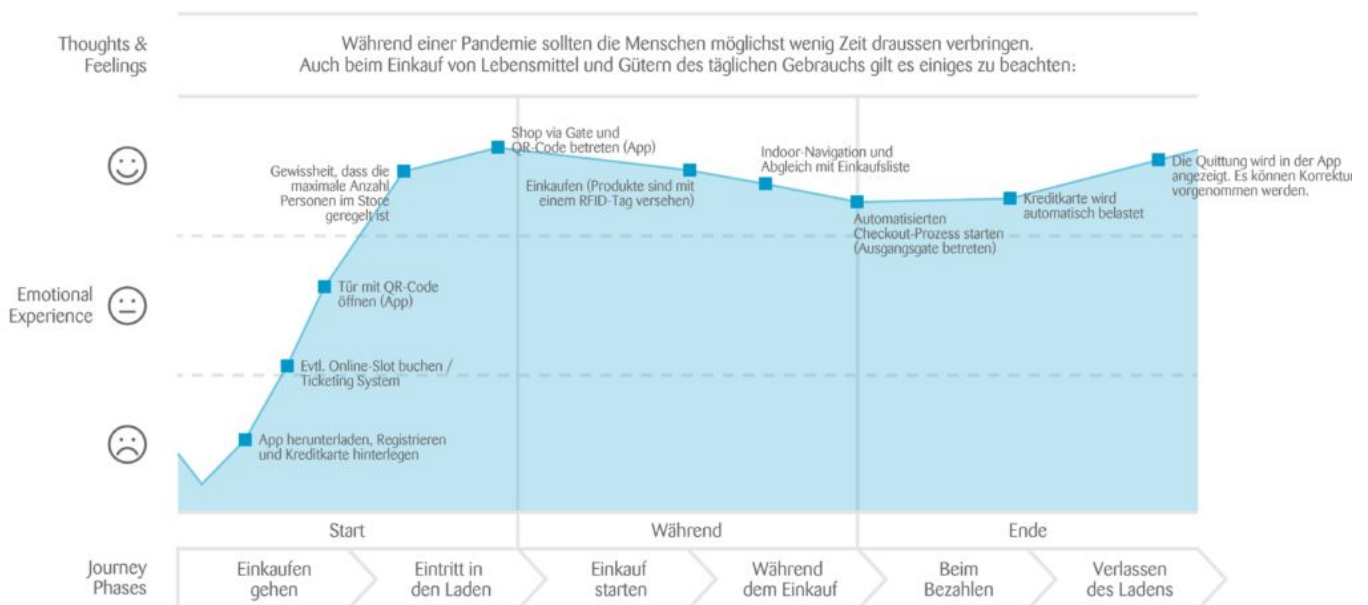 Thoughts &
Feelings
Während einer Pandemie sollten die Menschen möglichst wenig Zeit draussen verbringen.
Auch beim Einkauf von Lebensmittel und Gütern des täglichen Gebrauchs gilt es einiges zu beachten:
Shop via Gate und
QR-Code betreten (App)
Gewissheit, dass die
maximale Anzahl
Personen im Store
geregelt ist
Einkaufen (Produkte sind mit
einem RFID-Tag versehen)
Indoor-Navigation und
Abgleich mit Einkaufsliste
Automatisierten
Checkout-Prozess starten
(Ausgangsgate betreten)
Kreditkarte wird
automatisch belastet
Die Quittung wird in der App
angezeigt. Es können Korrektur
vorgenommen werden.
Emotional
Experience
Tür mit QR-Code
öffnen (App)
Evtl. Online-Slot buchen /
Ticketing System
App herunterladen, Registrieren
und Kreditkarte hinterlegen
Start
Während
Ende
Journey
Phases
Einkaufen
gehen
Eintritt in
den Laden
Einkauf
starten
Während
dem Einkauf
Beim
Bezahlen
Verlassen
des Ladens